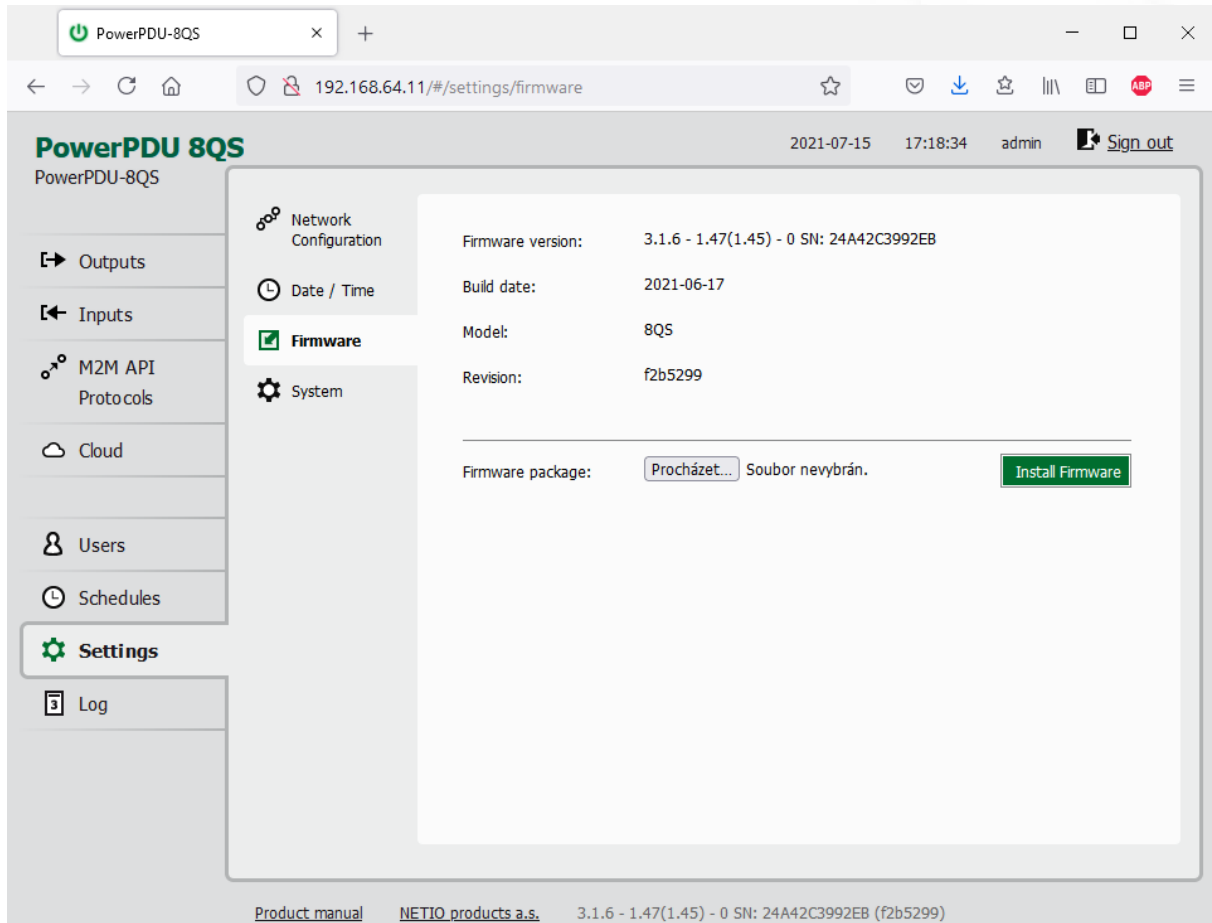 PowerPDU-8QS
192.168.64.11/#/settings/firmware
ABP
PowerPDU 8QS
2021-07-15 17:18:34 admin Sign out
PowerPDU-8QS
Outputs
Inputs
M2M API
Protocols
Cloud
Users
Schedules
Settings
3 Log
Network
Configuration
Date / Time
Firmware
System
Firmware version: 3.1.6 - 1.47(1.45) - 0 SN: 24A42C3992EB
Build date: 2021-06-17
Model: 8QS
Revision: f2b5299
Firmware package: Procházet... Soubor nevybrán. Install Firmware
Product manual NETIO products a.s. 3.1.6 - 1.47(1.45) - 0 SN: 24A42C3992EB (f2b5299)